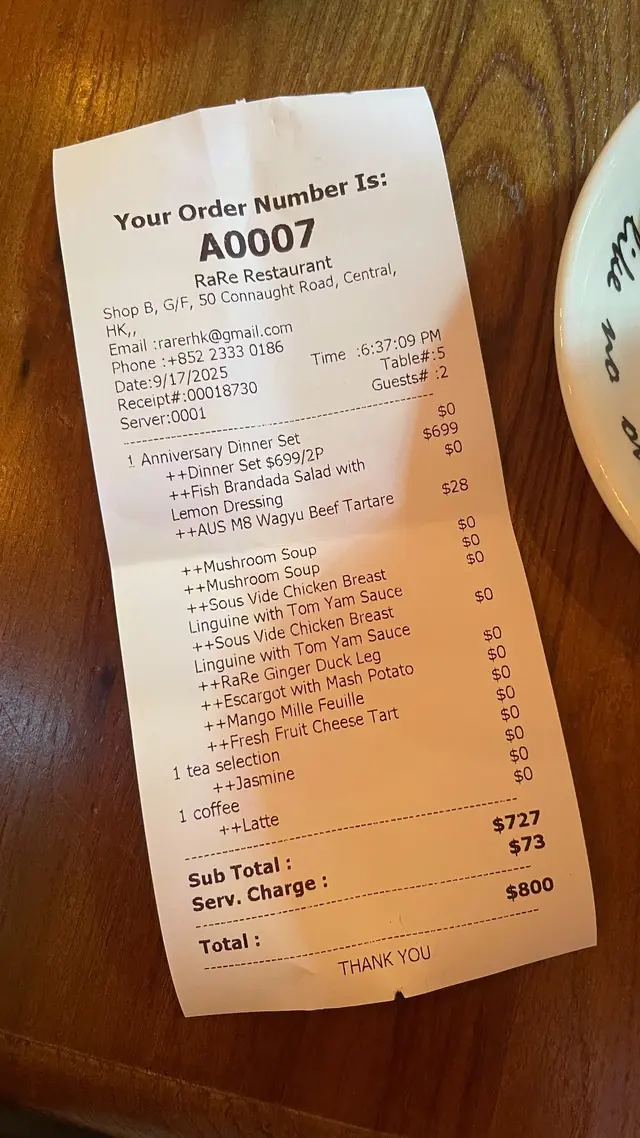 Your Order Number Is:
A0007
RaRe Restaurant
Shop B, G/F, 50 Connaught Road, Central,
HK,,
Email :rarerhk@gmail.com
Phone :+852 2333 0186
Date:9/17/2025 Time :6:37:09 PM
Receipt#:00018730 Table#:5
Server:0001 Guests# :2
1 Anniversary Dinner Set $0
++Dinner Set $699/2P $699
++Fish Brandada Salad with $0
Lemon Dressing
++AUS M8 Wagyu Beef Tartare $28
++Mushroom Soup $0
++Mushroom Soup $0
++Sous Vide Chicken Breast $0
Linguine with Tom Yam Sauce
++Sous Vide Chicken Breast $0
Linguine with Tom Yam Sauce
++RaRe Ginger Duck Leg $0
++Escargot with Mash Potato $0
++Mango Mille Feuille $0
++Fresh Fruit Cheese Tart $0
1 tea selection $0
++Jasmine $0
1 coffee $0
++Latte $0
Sub Total : $727
Serv. Charge : $73
Total : $800
THANK YOU
like no